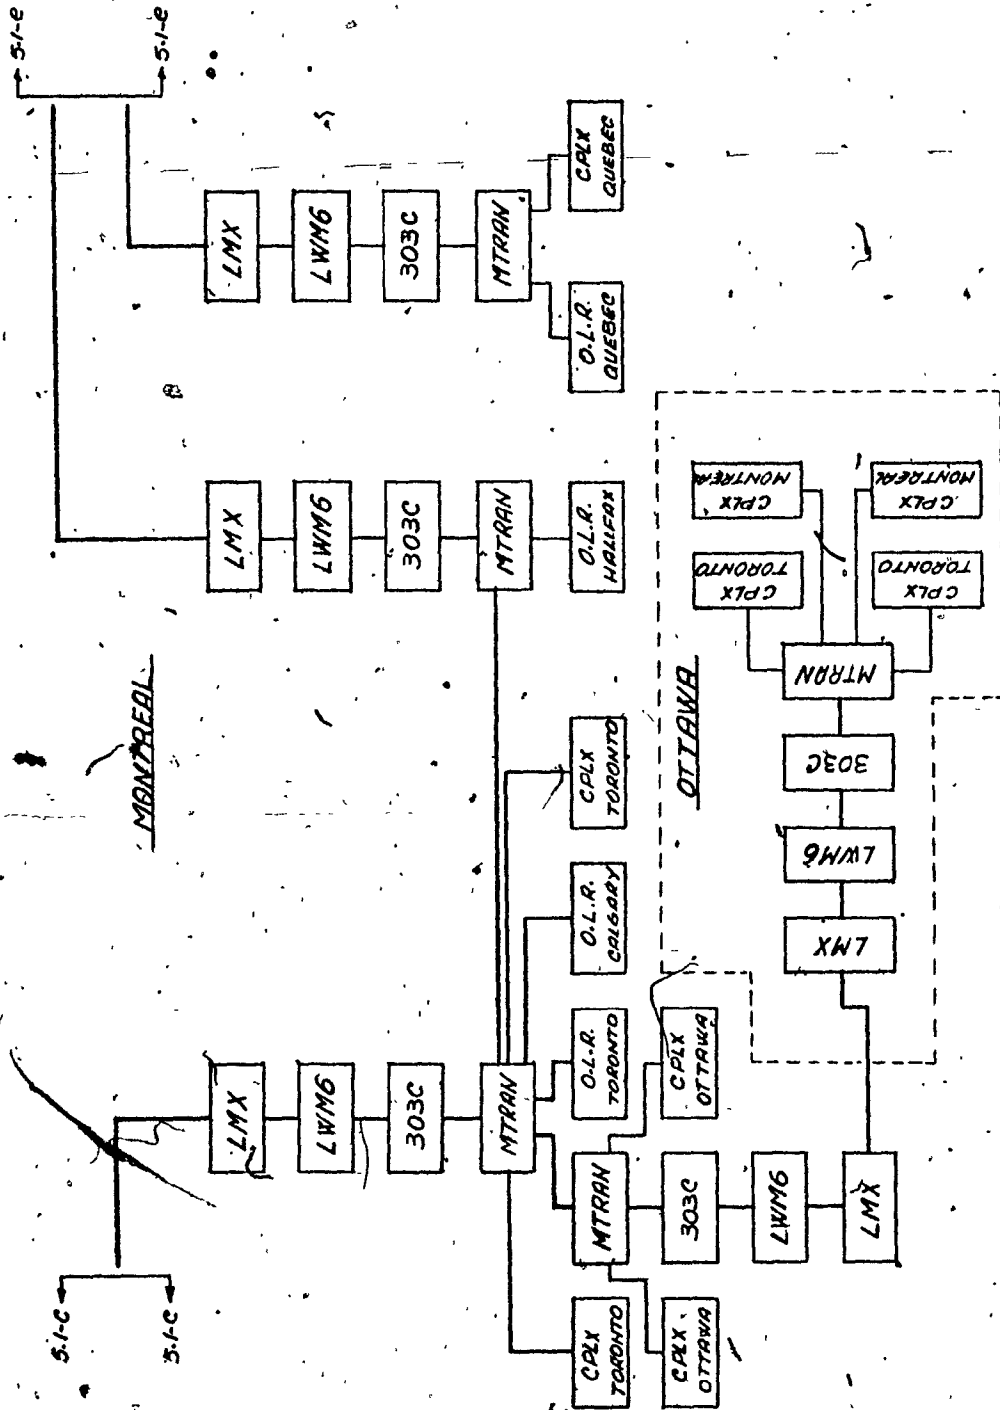 MONTREAL
5.1-C
5.1-C
5.1-e
5.1-e
LMX
LWM6
303C
MTRAN
CPLX
TORONTO
O.L.R.
TORONTO
O.L.R.
CALGARY
CPLX
TORONTO
MTRAN
CPLX
OTTAWA
CPLX
OTTAWA
303C
LWM6
LMX
LMX
LWM6
303C
MTRAN
O.L.R.
HALIFAX
LMX
LWM6
303C
MTRAN
O.L.R.
QUEBEC
CPLX
QUEBEC
OTTAWA
LMX
LWM6
303C
MTRAN
CPLX
TORONTO
CPLX
MONTREAL
CPLX
TORONTO
CPLX
MONTREAL